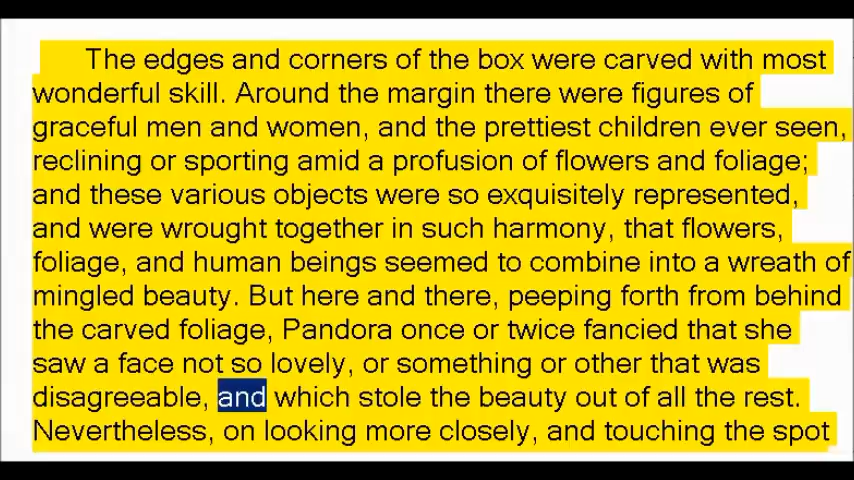 The edges and corners of the box were carved with most
wonderful skill. Around the margin there were figures of
graceful men and women, and the prettiest children ever seen,
reclining or sporting amid a profusion of flowers and foliage;
and these various objects were so exquisitely represented,
and were wrought together in such harmony, that flowers,
foliage, and human beings seemed to combine into a wreath of
mingled beauty. But here and there, peeping forth from behind
the carved foliage, Pandora once or twice fancied that she
saw a face not so lovely, or something or other that was
disagreeable, and which stole the beauty out of all the rest.
Nevertheless, on looking more closely, and touching the spot